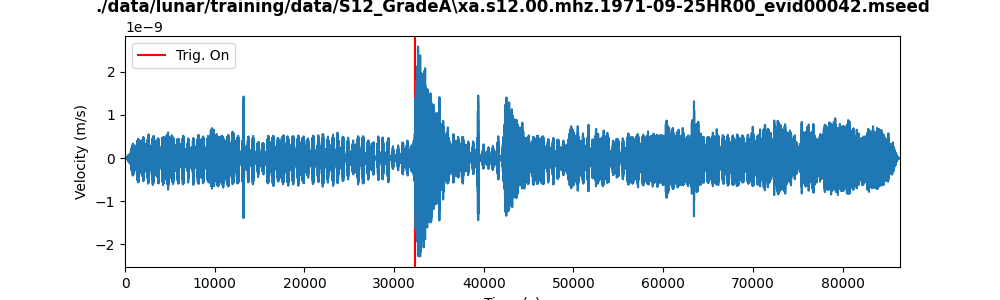 ./data/lunar/training/data/S12_GradeA\xa.s12.00.mhz.1971-09-25HR00_evid00042.mseed
1e−9
Trig. On
Velocity (m/s)
2
1
0
−1
−2
0 10000 20000 30000 40000 50000 60000 70000 80000